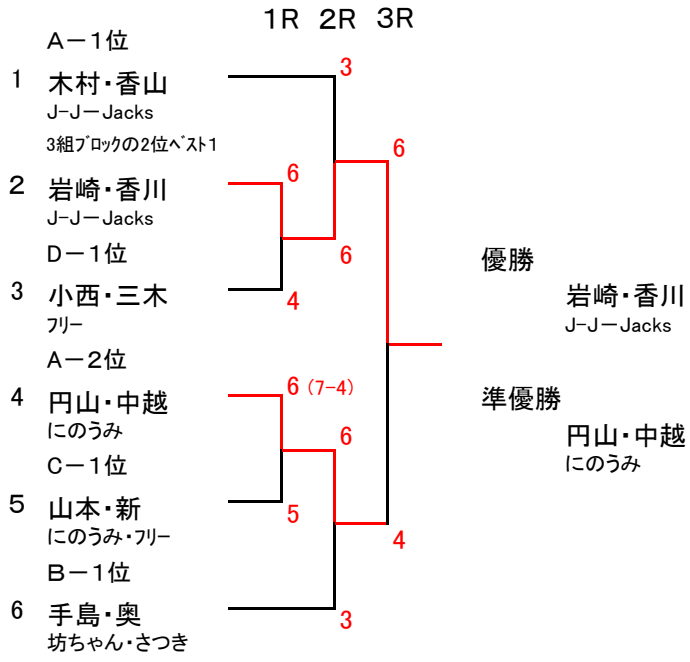 1R 2R 3R
A－1位
1 木村・香山
J-J－Jacks
3
3組ブロックの2位ベスト1
6
6
2 岩崎・香川
J-J－Jacks
D－1位
6
優勝
3 小西・三木
4
岩崎・香川
フリー
J-J－Jacks
A－2位
6 (7-4)
準優勝
4 円山・中越
にのうみ
6
円山・中越
C－1位
にのうみ
5 山本・新
5
にのうみ・フリー
4
B－1位
6 手島・奥
3
坊ちゃん・さつき